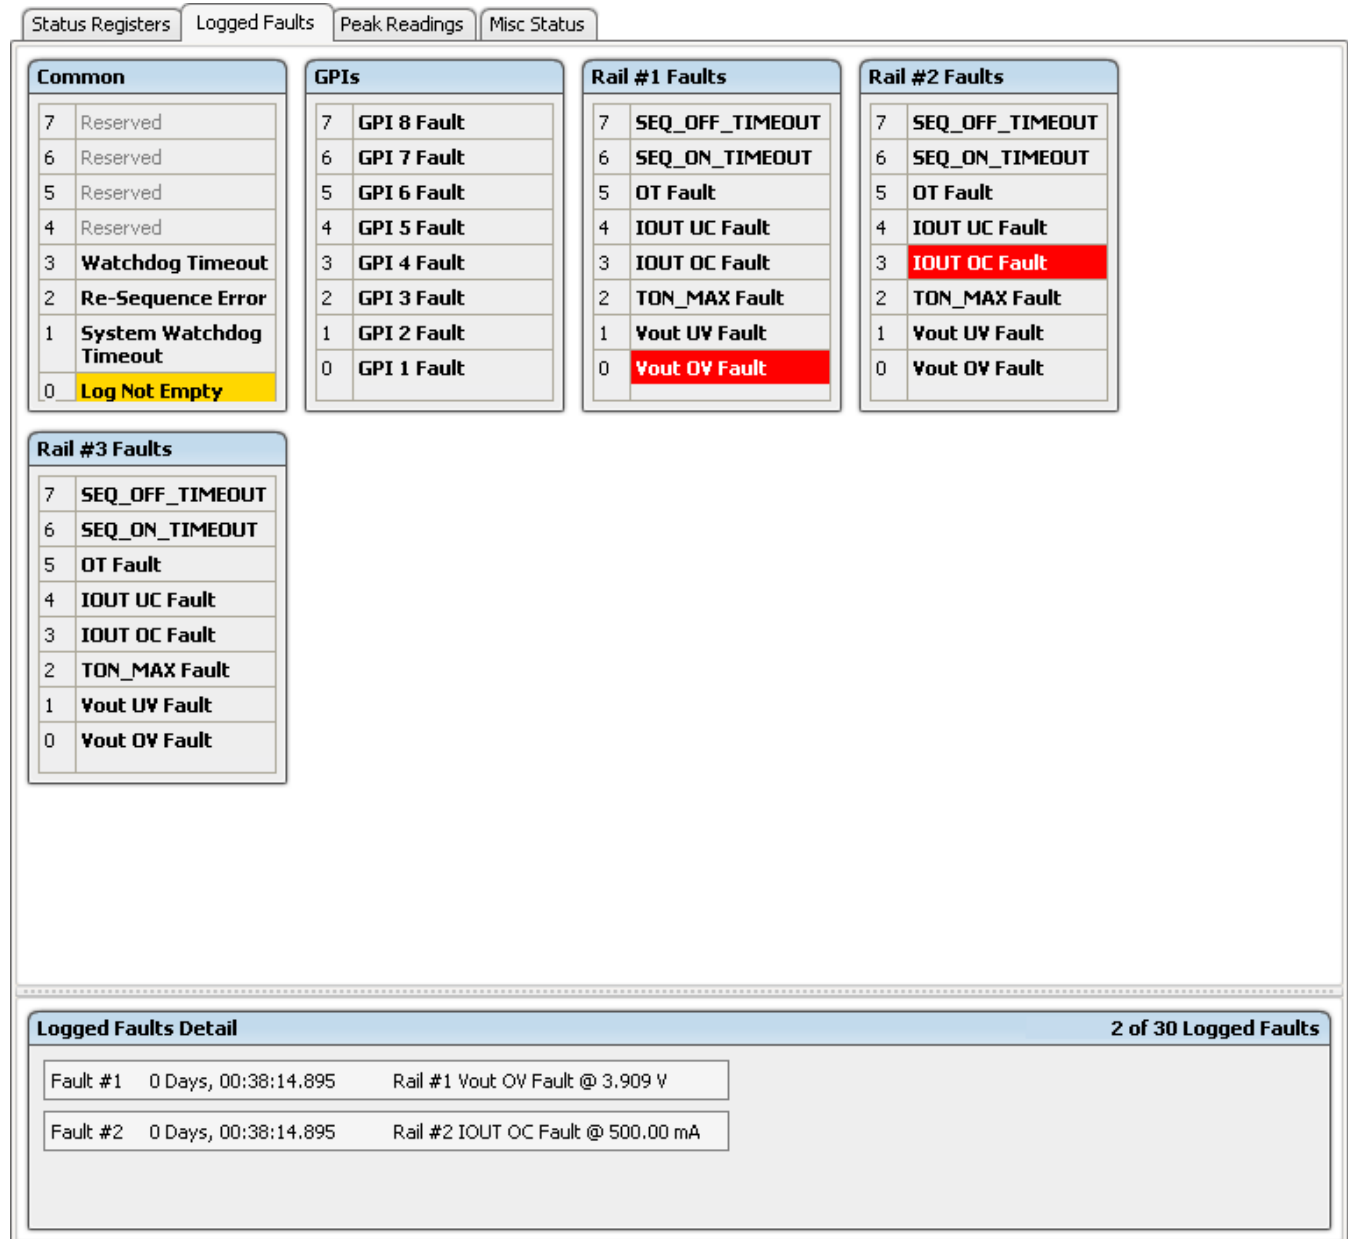 Status Registers Logged Faults Peak Readings Misc Status
Common
7 Reserved
6 Reserved
5 Reserved
4 Reserved
3 Watchdog Timeout
2 Re-Sequence Error
1 System Watchdog
Timeout
0 Log Not Empty
GPIs
7 GPI 8 Fault
6 GPI 7 Fault
5 GPI 6 Fault
4 GPI 5 Fault
3 GPI 4 Fault
2 GPI 3 Fault
1 GPI 2 Fault
0 GPI 1 Fault
Rail #1 Faults
7 SEQ_OFF_TIMEOUT
6 SEQ_ON_TIMEOUT
5 OT Fault
4 IOUT UC Fault
3 IOUT OC Fault
2 TON_MAX Fault
1 Vout UV Fault
0 Vout OV Fault
Rail #2 Faults
7 SEQ_OFF_TIMEOUT
6 SEQ_ON_TIMEOUT
5 OT Fault
4 IOUT UC Fault
3 IOUT OC Fault
2 TON_MAX Fault
1 Vout UV Fault
0 Vout OV Fault
Rail #3 Faults
7 SEQ_OFF_TIMEOUT
6 SEQ_ON_TIMEOUT
5 OT Fault
4 IOUT UC Fault
3 IOUT OC Fault
2 TON_MAX Fault
1 Vout UV Fault
0 Vout OV Fault
Logged Faults Detail 2 of 30 Logged Faults
Fault #1 0 Days, 00:38:14.895 Rail #1 Vout OV Fault @ 3.909 V
Fault #2 0 Days, 00:38:14.895 Rail #2 IOUT OC Fault @ 500.00 mA